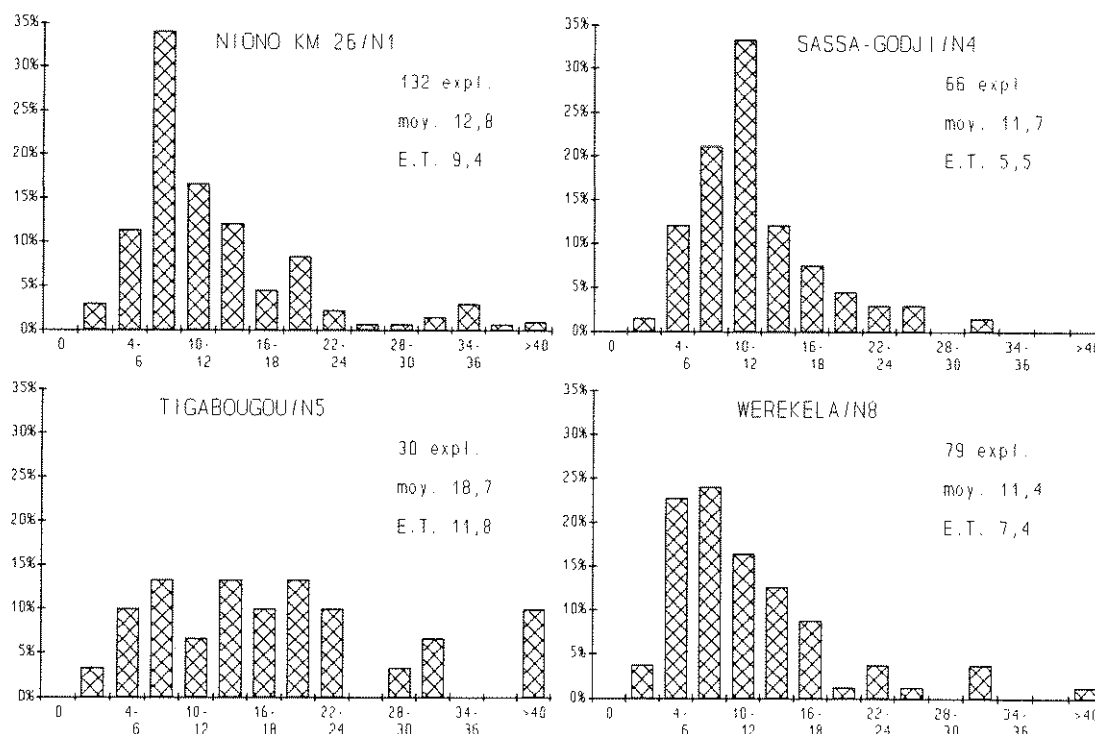 NIONO KM 26/N1
132 expl.
moy. 12,8
E.T. 9,4
35%
30%
25%
20%
15%
10%
5%
0%
0 4- 10- 16- 22- 28- 34- >40
6 12 18 24 30 36
SASSA-GODJI/N4
66 expl
moy. 11,7
E.T. 5,5
35%
30%
25%
20%
15%
10%
5%
0%
0 4- 10- 16- 22- 28- 34- >40
6 12 18 24 30 36
TIGABOUGOU/N5
30 expl.
moy. 18,7
E.T. 11,8
35%
30%
25%
20%
15%
10%
5%
0%
0 4- 10- 16- 22- 28- 34- >40
6 12 18 24 30 36
WEREKELA/N8
79 expl.
moy. 11,4
E.T. 7,4
35%
30%
25%
20%
15%
10%
5%
0%
0 4- 10- 16- 22- 28- 34- >40
6 12 18 24 30 36